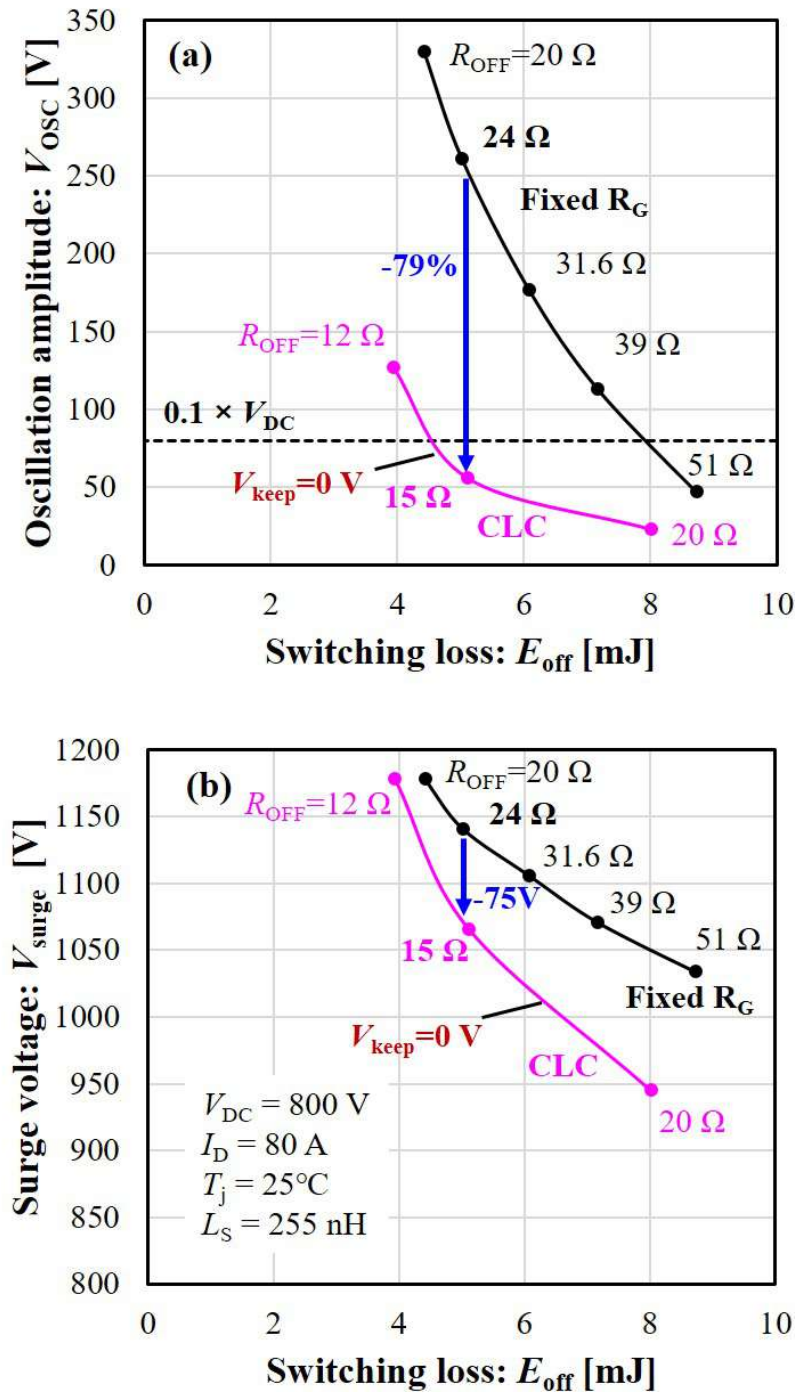 (a)
Oscillation amplitude: V_OSC [V]
350
300
250
200
150
100
50
0
R_OFF=20 Ω
24 Ω
Fixed R_G
31.6 Ω
-79%
39 Ω
R_OFF=12 Ω
0.1 × V_DC
51 Ω
V_keep=0 V
15 Ω
CLC
20 Ω
0 2 4 6 8 10
Switching loss: E_off [mJ]
(b)
Surge voltage: V_surge [V]
1200
1150
1100
1050
1000
950
900
850
800
R_OFF=20 Ω
R_OFF=12 Ω
24 Ω
31.6 Ω
-75V
39 Ω
15 Ω
51 Ω
Fixed R_G
V_keep=0 V
CLC
20 Ω
V_DC = 800 V
I_D = 80 A
T_j = 25°C
L_S = 255 nH
0 2 4 6 8 10
Switching loss: E_off [mJ]